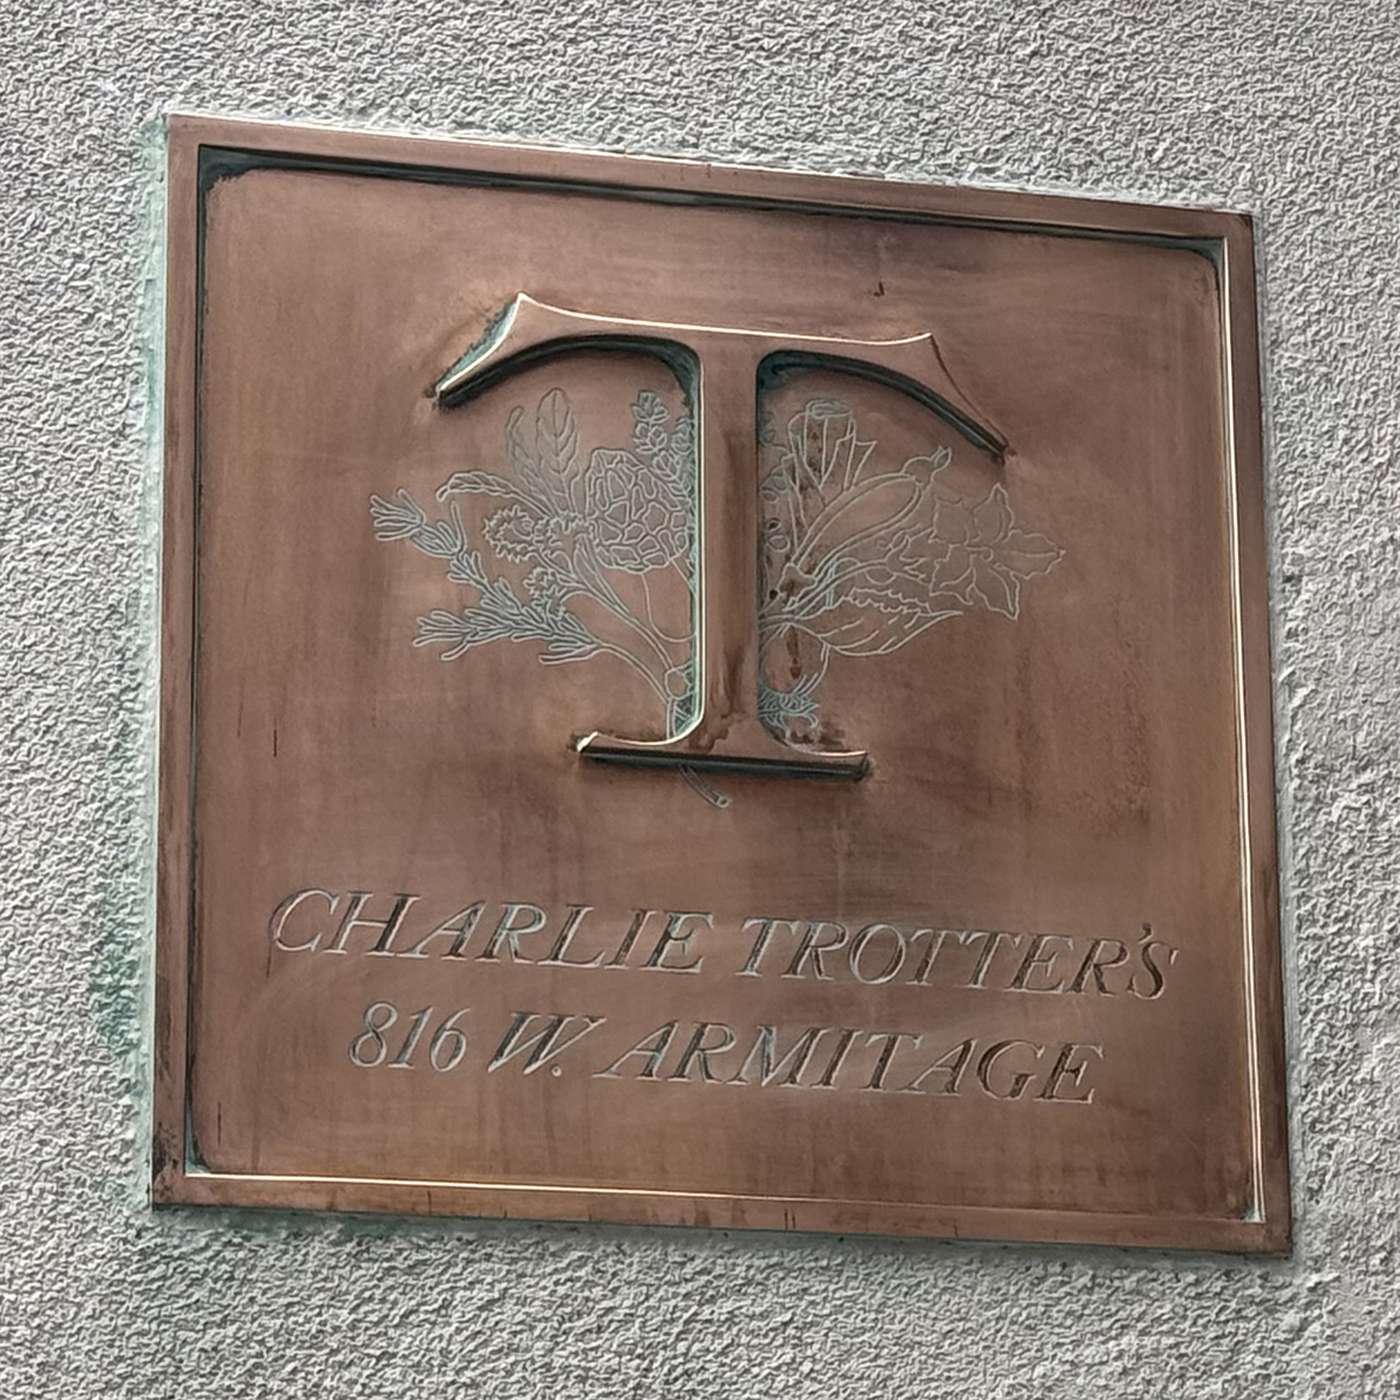 T
CHARLIE TROTTER'S
816 W. ARMITAGE